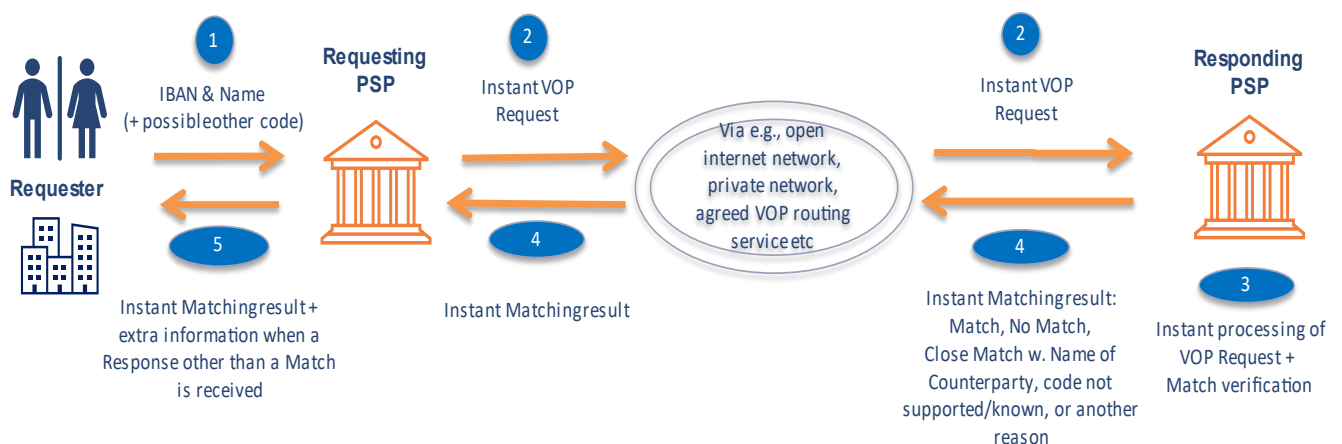 1
IBAN & Name
(+ possibleother code)
Requester
5
Instant Matchingresult +
extra information when a
Response other than a Match
is received
Requesting
PSP
2
Instant VOP
Request
4
Instant Matchingresult
Via e.g., open
internet network,
private network,
agreed VOP routing
service etc
2
Instant VOP
Request
4
Instant Matchingresult:
Match, No Match,
Close Match w. Name of
Counterparty, code not
supported/known, or another
reason
Responding
PSP
3
Instant processing of
VOP Request +
Match verification